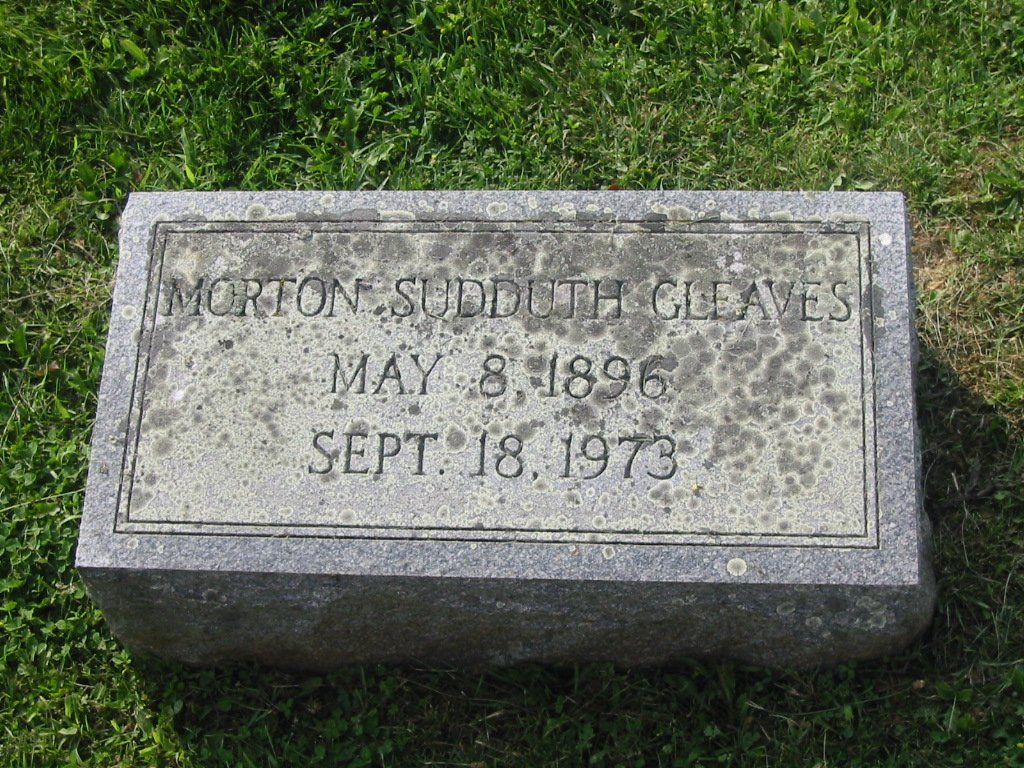 MORTON SUDDUTH GLEAVES
MAY 8, 1896
SEPT. 18, 1973